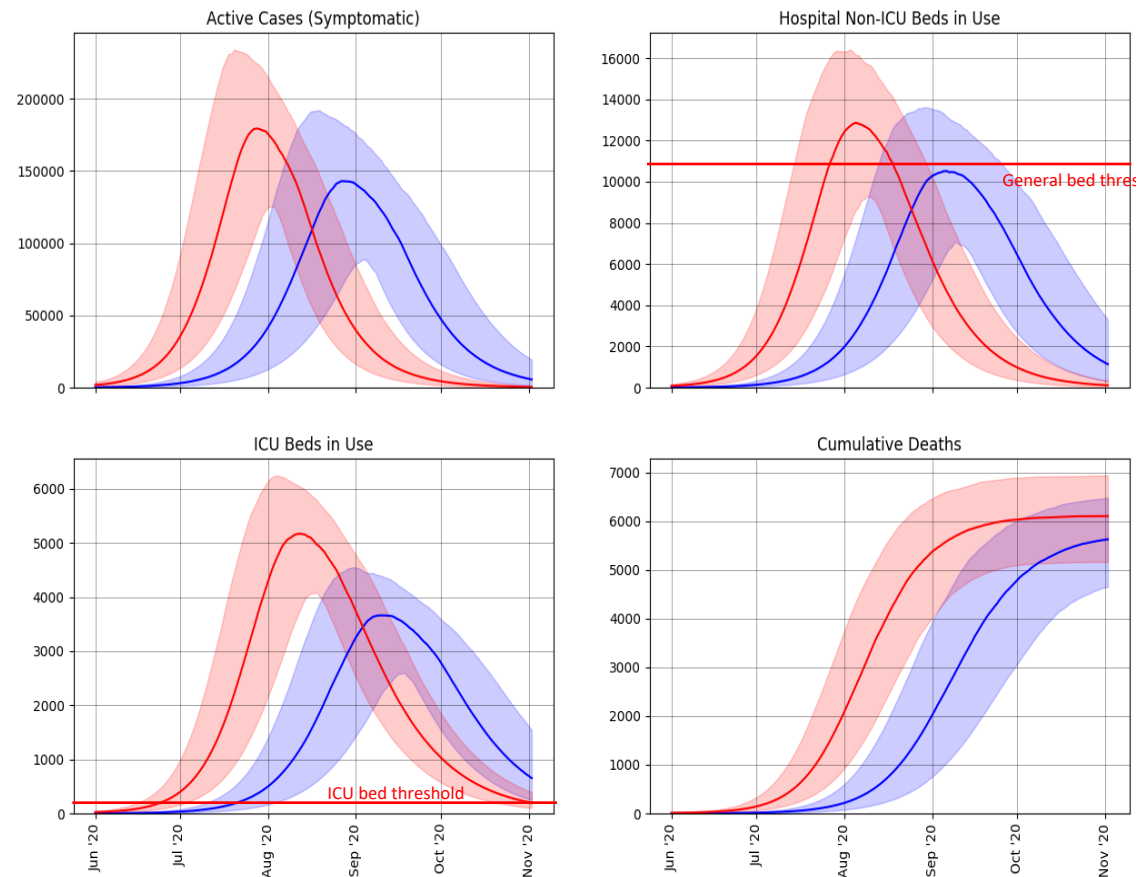 Active Cases (Symptomatic)
200000
150000
100000
50000
0
Hospital Non-ICU Beds in Use
16000
14000
12000
10000
8000
6000
4000
2000
0
General bed thres
ICU Beds in Use
6000
5000
4000
3000
2000
1000
0
ICU bed threshold
Jun '20
Jul '20
Aug '20
Sep '20
Oct '20
Nov '20
Cumulative Deaths
7000
6000
5000
4000
3000
2000
1000
0
Jun '20
Jul '20
Aug '20
Sep '20
Oct '20
Nov '20